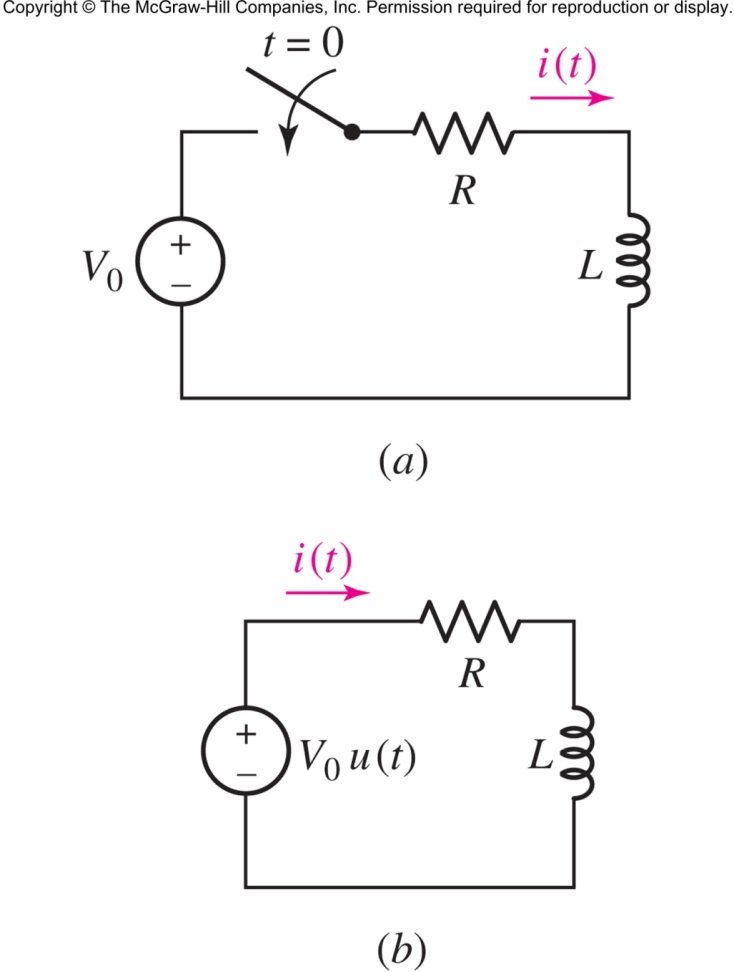 Copyright © The McGraw-Hill Companies, Inc. Permission required for reproduction or display.
t = 0
i(t)
R
V₀
+
−
L
(a)
i(t)
R
+
−
V₀ u(t)
L
(b)